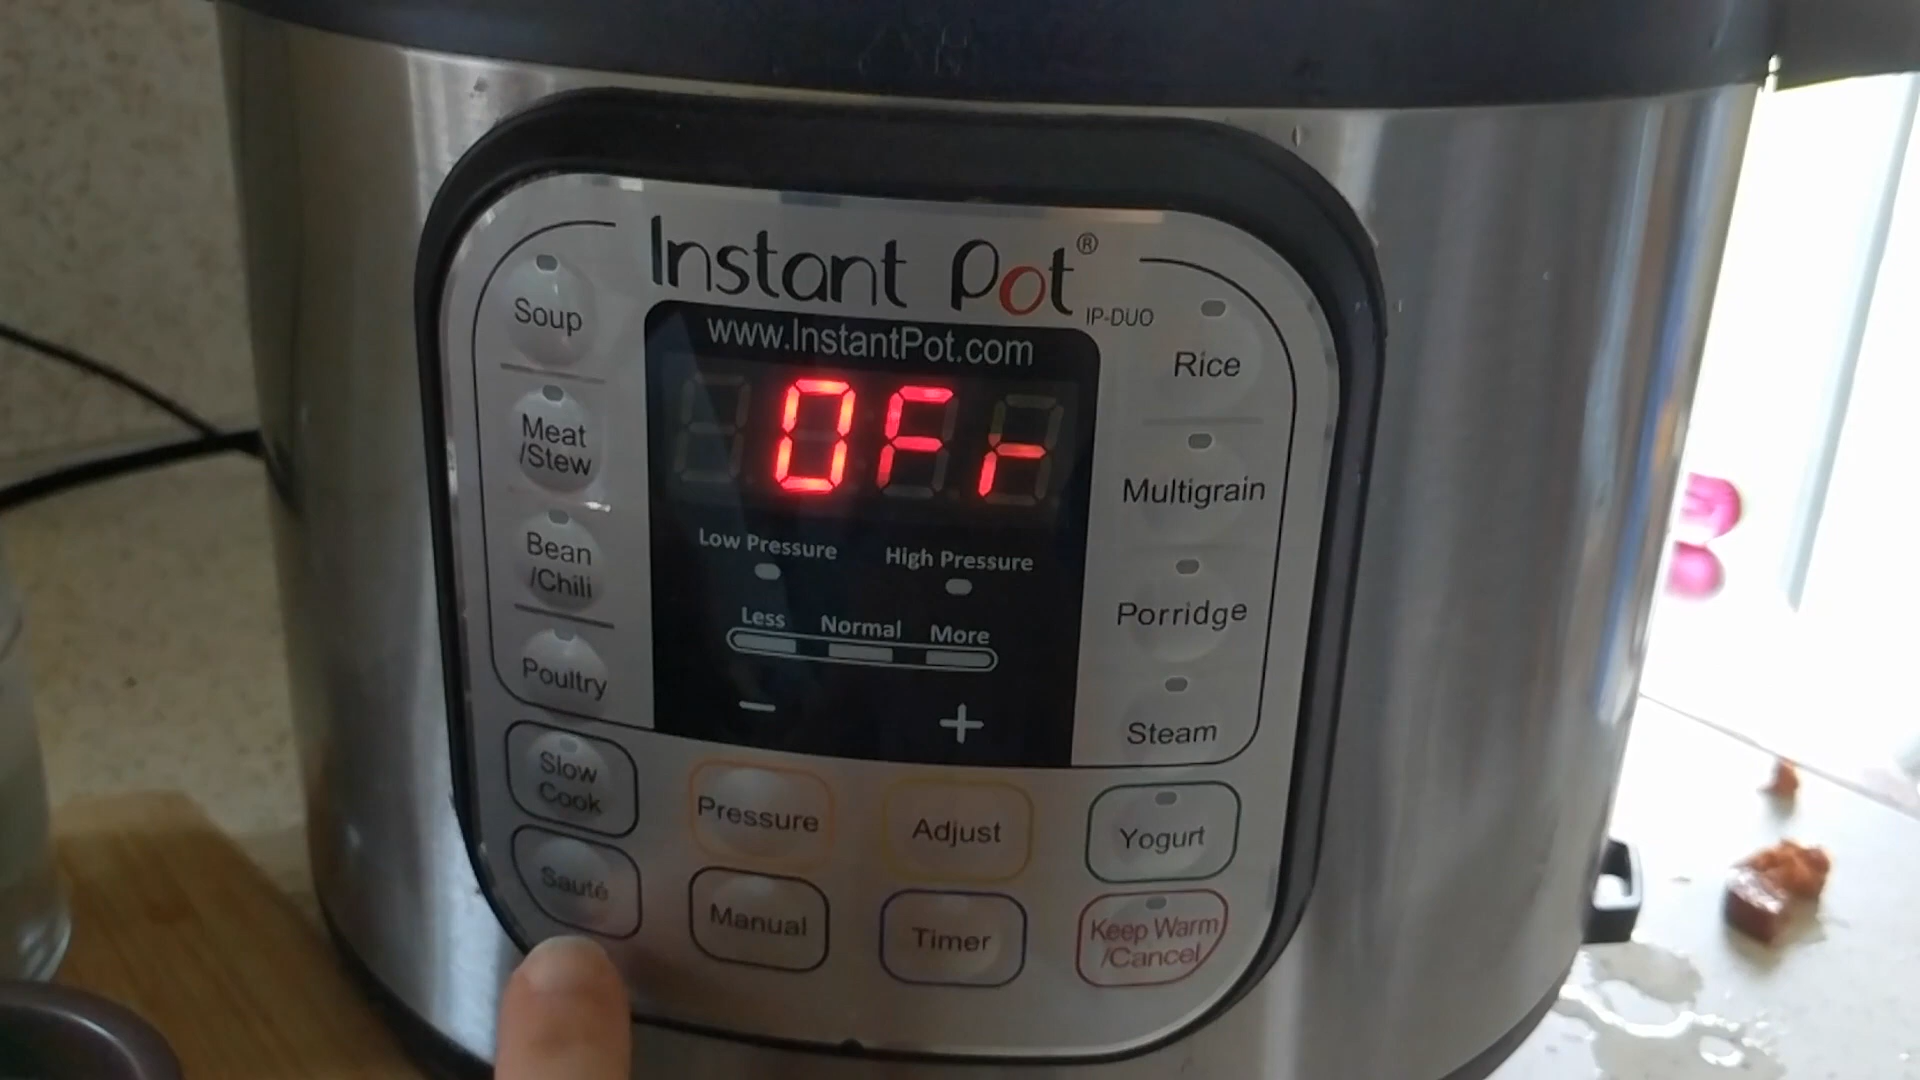 Instant Pot®
IP-DUO
www.InstantPot.com
OFr
Low Pressure
High Pressure
Less Normal More
− +
Soup
Meat
/Stew
Bean
/Chili
Poultry
Slow
Cook
Sauté
Pressure
Manual
Adjust
Timer
Rice
Multigrain
Porridge
Steam
Yogurt
Keep Warm
/Cancel